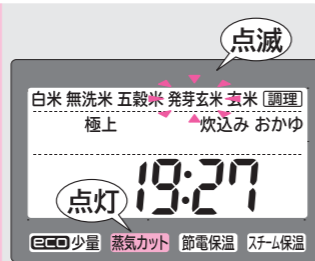 点滅
白米 無洗米 五穀米 発芽玄米 玄米 調理
極上 炊込み おかゆ
点灯
19:27
eco少量 蒸気カット 節電保温 スチーム保温